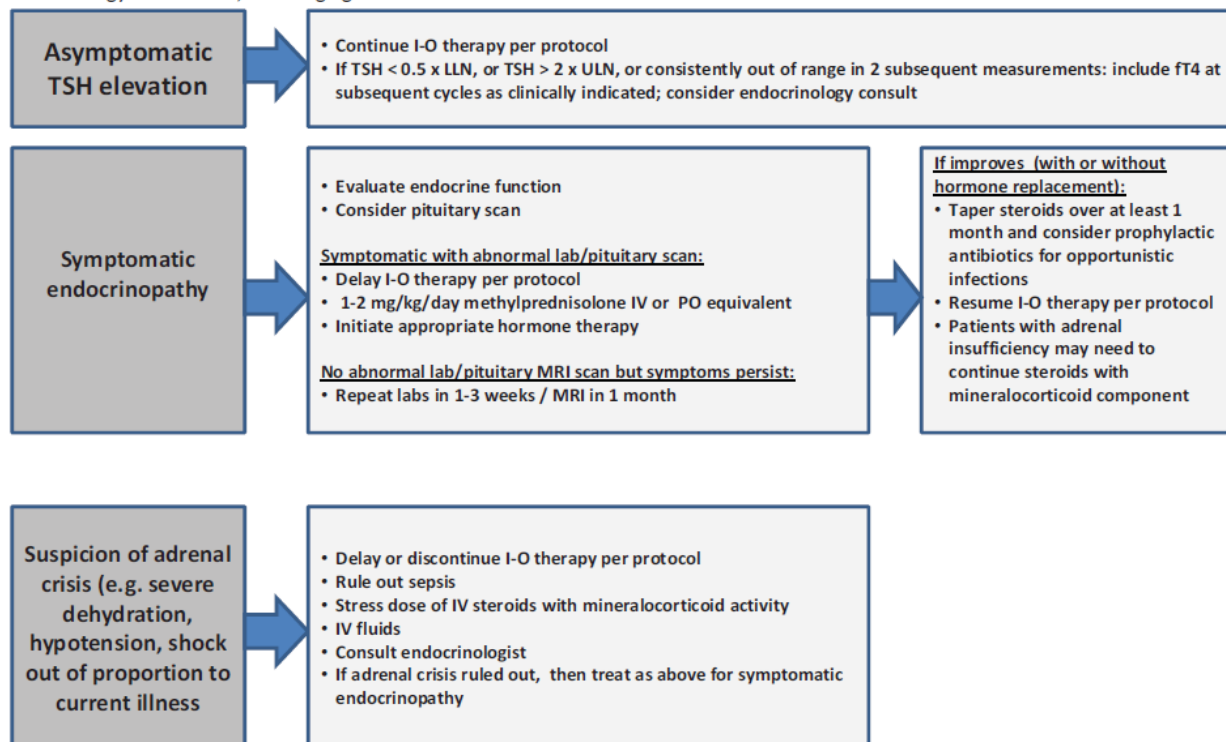 Asymptomatic
TSH elevation
• Continue I-O therapy per protocol
• If TSH < 0.5 x LLN, or TSH > 2 x ULN, or consistently out of range in 2 subsequent measurements: include fT4 at
subsequent cycles as clinically indicated; consider endocrinology consult
Symptomatic
endocrinopathy
• Evaluate endocrine function
• Consider pituitary scan
Symptomatic with abnormal lab/pituitary scan:
• Delay I-O therapy per protocol
• 1-2 mg/kg/day methylprednisolone IV or PO equivalent
• Initiate appropriate hormone therapy
No abnormal lab/pituitary MRI scan but symptoms persist:
• Repeat labs in 1-3 weeks / MRI in 1 month
If improves (with or without
hormone replacement):
• Taper steroids over at least 1
month and consider prophylactic
antibiotics for opportunistic
infections
• Resume I-O therapy per protocol
• Patients with adrenal
insufficiency may need to
continue steroids with
mineralocorticoid component
Suspicion of adrenal
crisis (e.g. severe
dehydration,
hypotension, shock
out of proportion to
current illness
• Delay or discontinue I-O therapy per protocol
• Rule out sepsis
• Stress dose of IV steroids with mineralocorticoid activity
• IV fluids
• Consult endocrinologist
• If adrenal crisis ruled out, then treat as above for symptomatic
endocrinopathy